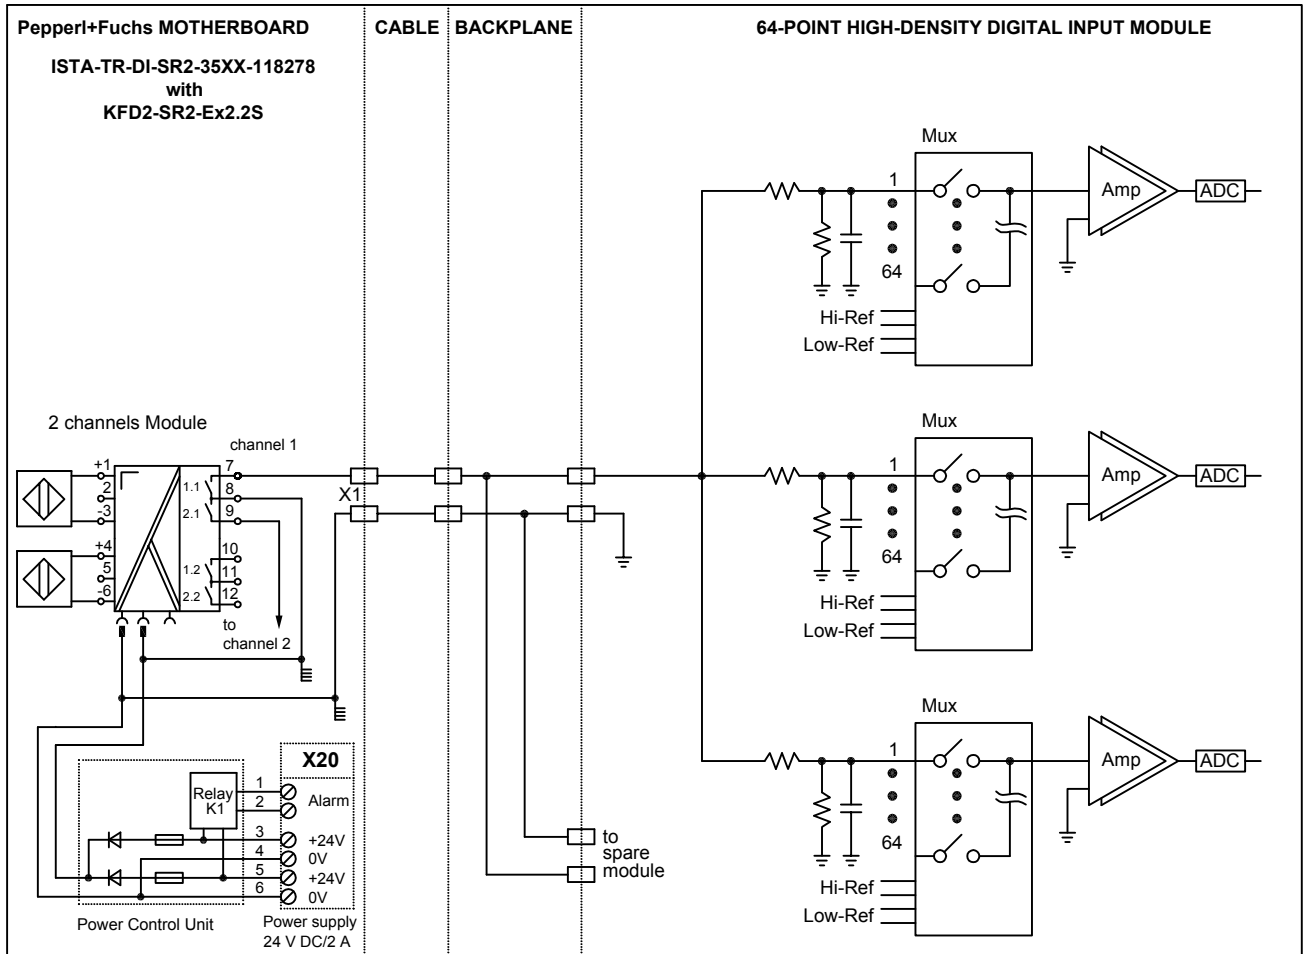 Pepperl+Fuchs MOTHERBOARD
CABLE
BACKPLANE
64-POINT HIGH-DENSITY DIGITAL INPUT MODULE
ISTA-TR-DI-SR2-35XX-118278
with
KFD2-SR2-Ex2.2S
Mux
1
64
Hi-Ref
Low-Ref
Amp
ADC
2 channels Module
channel 1
+1
2
-3
+4
5
-6
1.1
2.1
1.2
2.2
7
8
9
10
11
12
to
channel 2
X1
Mux
1
64
Hi-Ref
Low-Ref
Amp
ADC
X20
Relay
K1
1
2
3
4
5
6
Alarm
+24V
0V
+24V
0V
Power Control Unit
Power supply
24 V DC/2 A
to
spare
module
Mux
1
64
Hi-Ref
Low-Ref
Amp
ADC